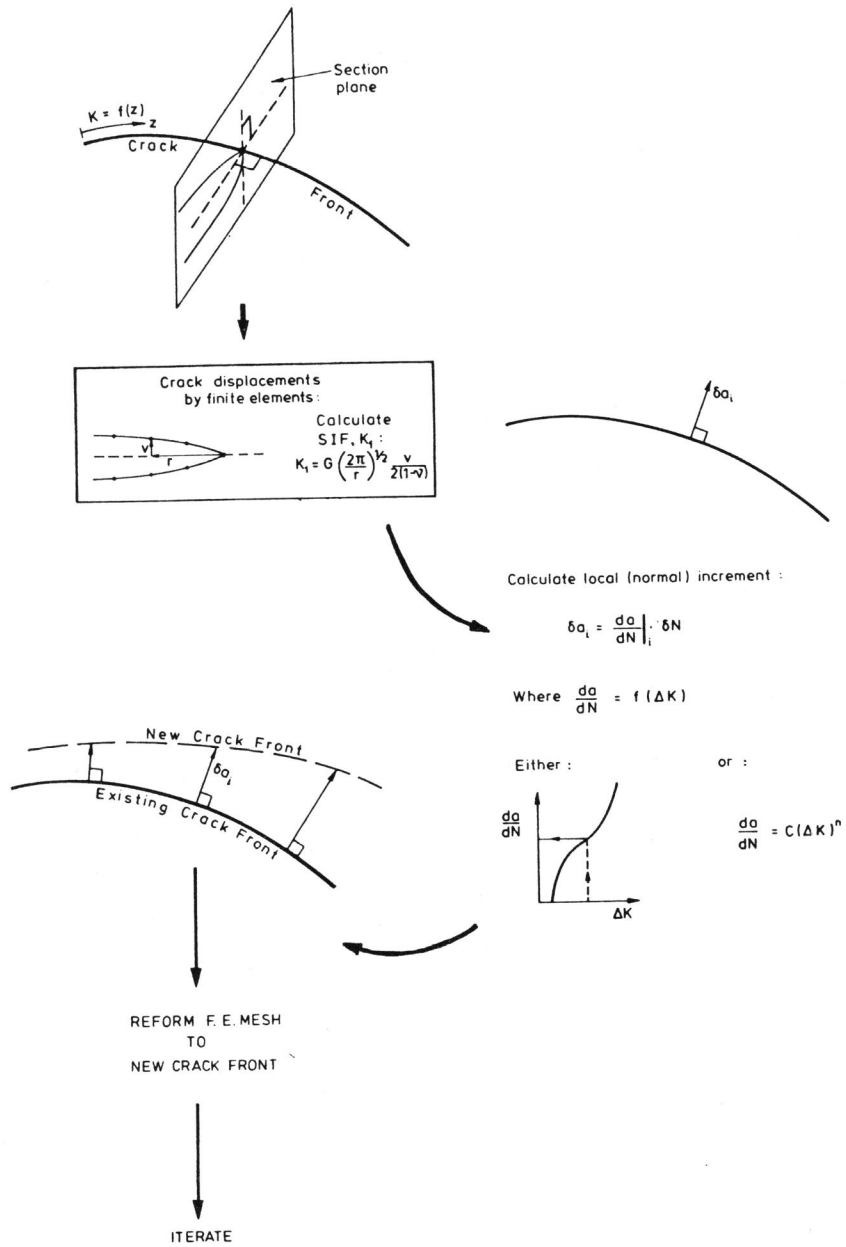 Section
plane
K = f(z)
z
Crack
Front
Crack displacements
by finite elements:
Calculate
SIF, K₁ :
K₁ = G (2π/r)^1/2 v/2(1-ν)
v
r
δaᵢ
Calculate local (normal) increment :
δaᵢ = da/dN|ᵢ . δN
Where da/dN = f (ΔK)
Either :
or :
da/dN
ΔK
da/dN = C(ΔK)ⁿ
New Crack Front
δaᵢ
Existing Crack Front
REFORM F. E. MESH
TO
NEW CRACK FRONT
ITERATE